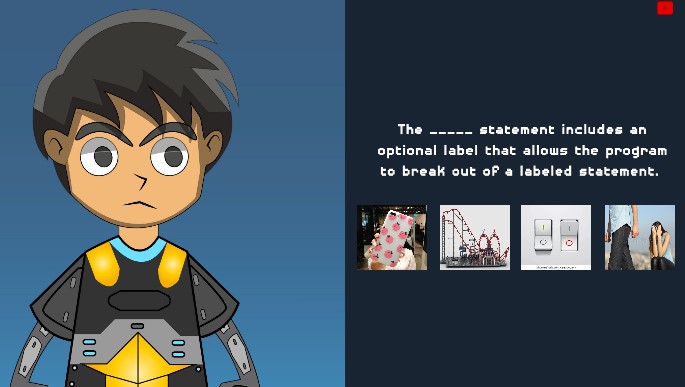 The _____ statement includes an
optional label that allows the program
to break out of a labeled statement.